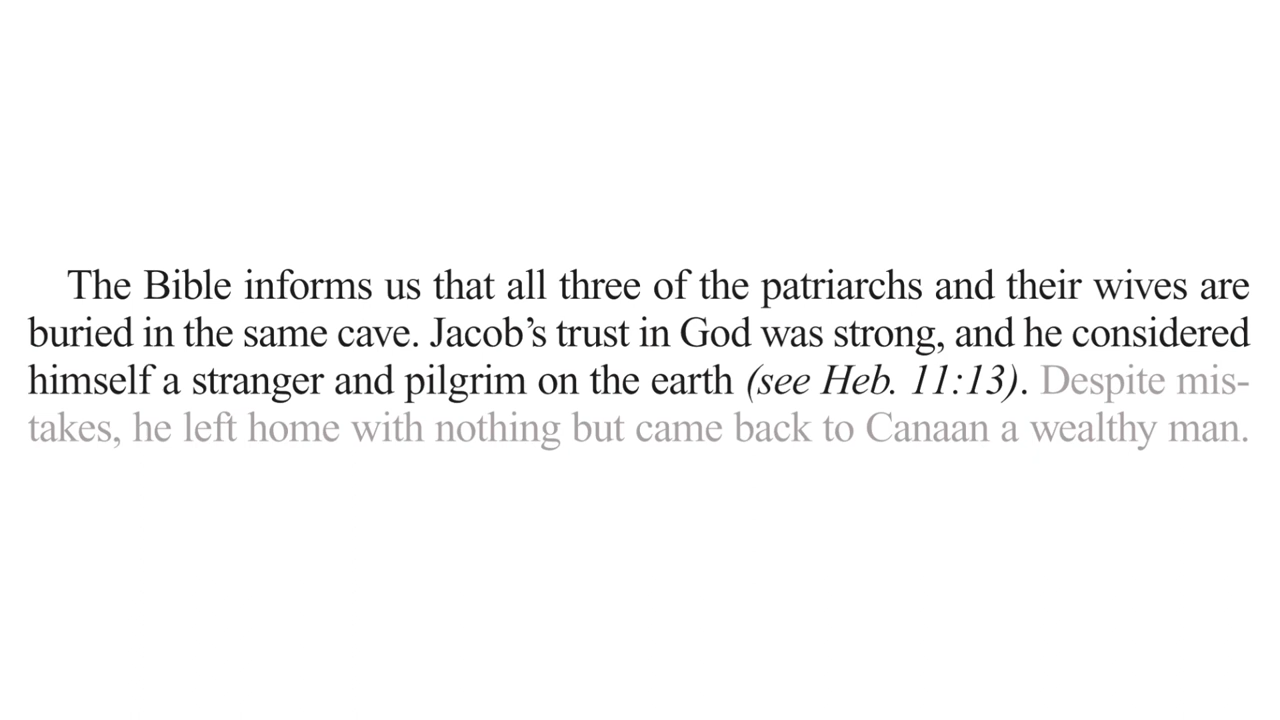 The Bible informs us that all three of the patriarchs and their wives are
buried in the same cave. Jacob’s trust in God was strong, and he considered
himself a stranger and pilgrim on the earth (see Heb. 11:13). Despite mis-
takes, he left home with nothing but came back to Canaan a wealthy man.